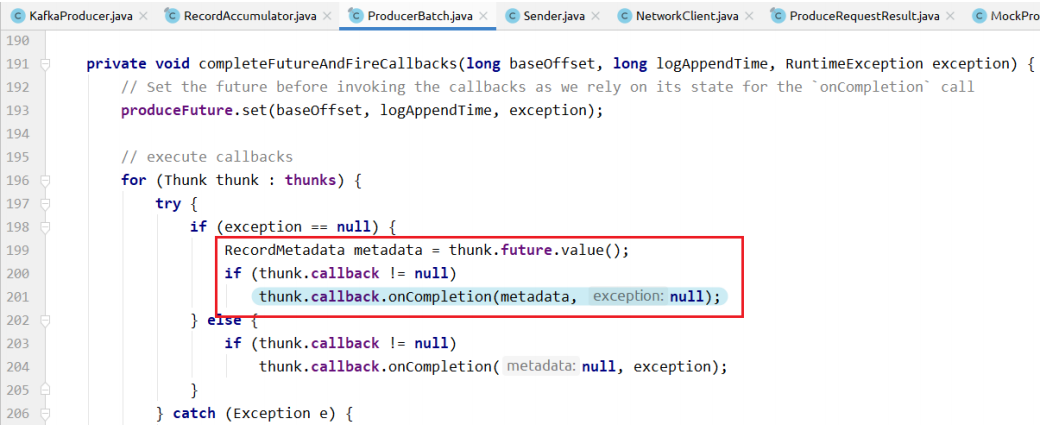 KafkaProducer.java × RecordAccumulator.java × ProducerBatch.java × Sender.java × NetworkClient.java × ProduceRequestResult.java × MockPro
190
191 private void completeFutureAndFireCallbacks(long baseOffset, long logAppendTime, RuntimeException exception) {
192 // Set the future before invoking the callbacks as we rely on its state for the `onCompletion` call
193 produceFuture.set(baseOffset, logAppendTime, exception);
194
195 // execute callbacks
196 for (Thunk thunk : thunks) {
197 try {
198 if (exception == null) {
199 RecordMetadata metadata = thunk.future.value();
200 if (thunk.callback != null)
201 thunk.callback.onCompletion(metadata, exception: null);
202 } else {
203 if (thunk.callback != null)
204 thunk.callback.onCompletion( metadata: null, exception);
205 }
206 } catch (Exception e) {